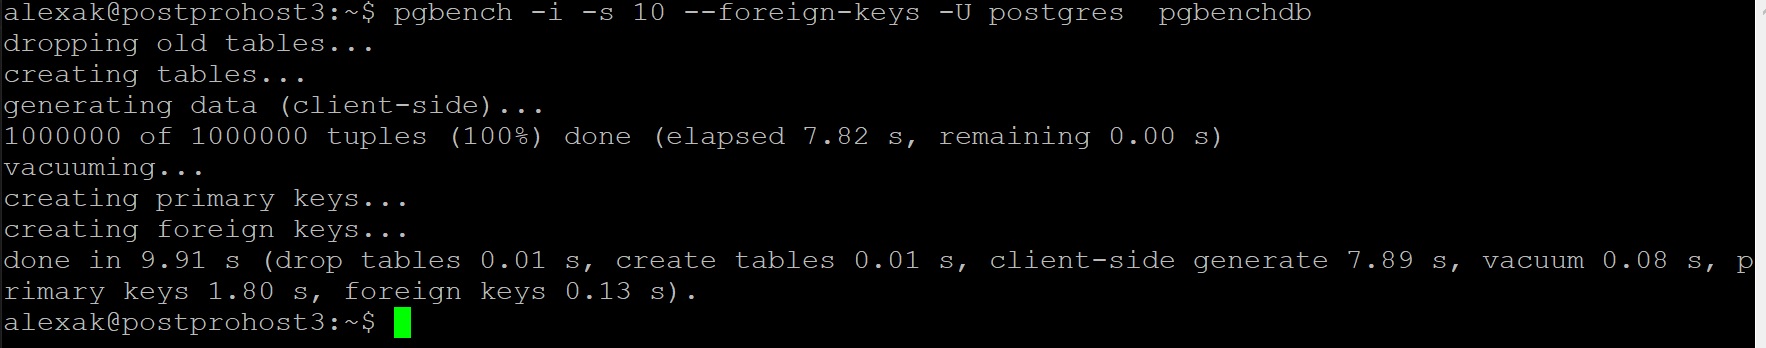 alexak@postprohost3:~$ pgbench -i -s 10 --foreign-keys -U postgres  pgbenchdb
dropping old tables...
creating tables...
generating data (client-side)...
1000000 of 1000000 tuples (100%) done (elapsed 7.82 s, remaining 0.00 s)
vacuuming...
creating primary keys...
creating foreign keys...
done in 9.91 s (drop tables 0.01 s, create tables 0.01 s, client-side generate 7.89 s, vacuum 0.08 s, p
rimary keys 1.80 s, foreign keys 0.13 s).
alexak@postprohost3:~$